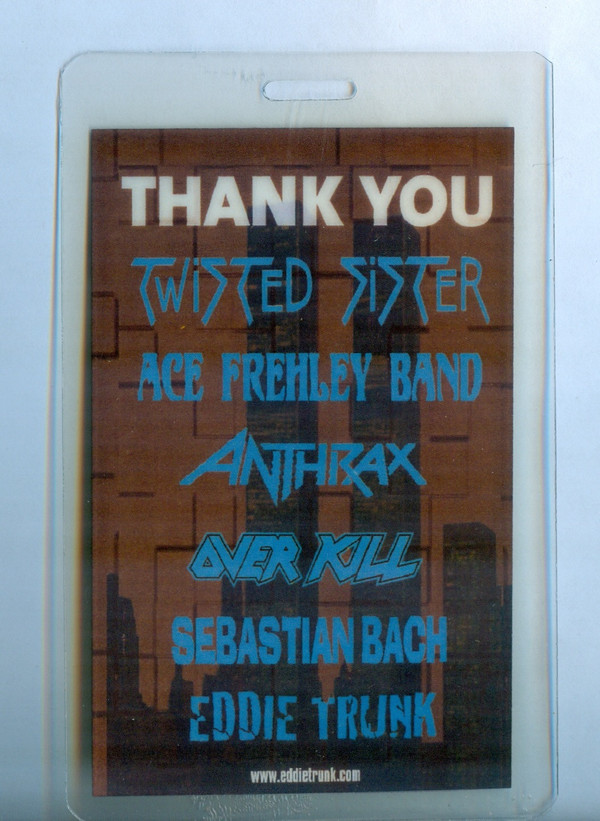 THANK YOU
TWiSTED SiSTER
ACE FREHLEY BAND
ANTHRAX
OVER KILL
SEBASTIAN BACH
EDDIE TRUNK
www.eddietrunk.com